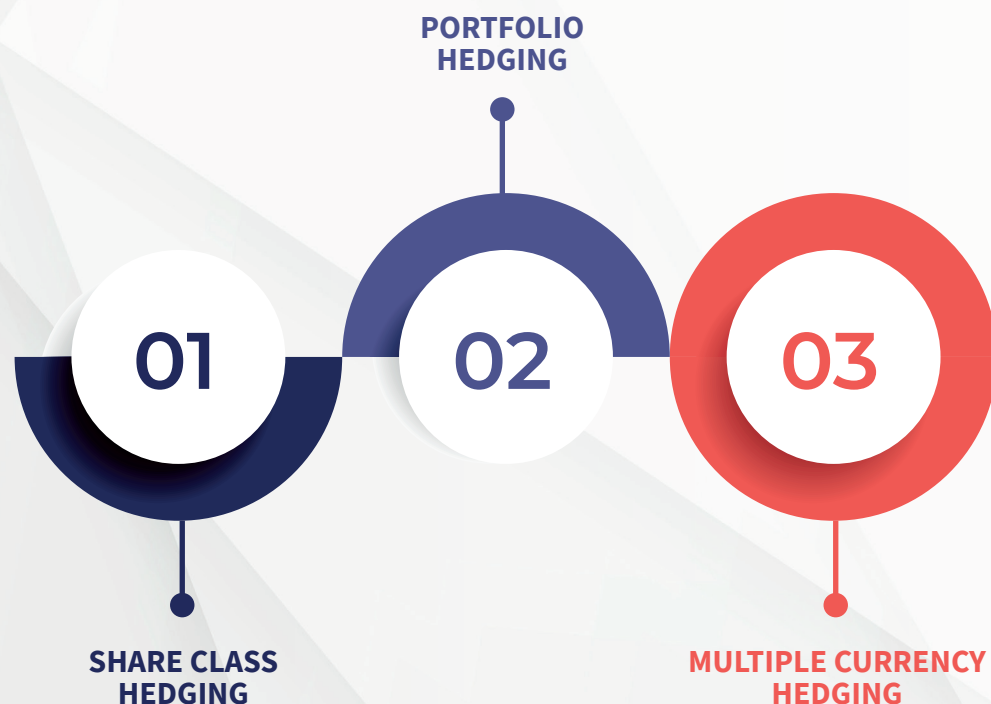 PORTFOLIO
HEDGING
01
02
03
SHARE CLASS
HEDGING
MULTIPLE CURRENCY
HEDGING